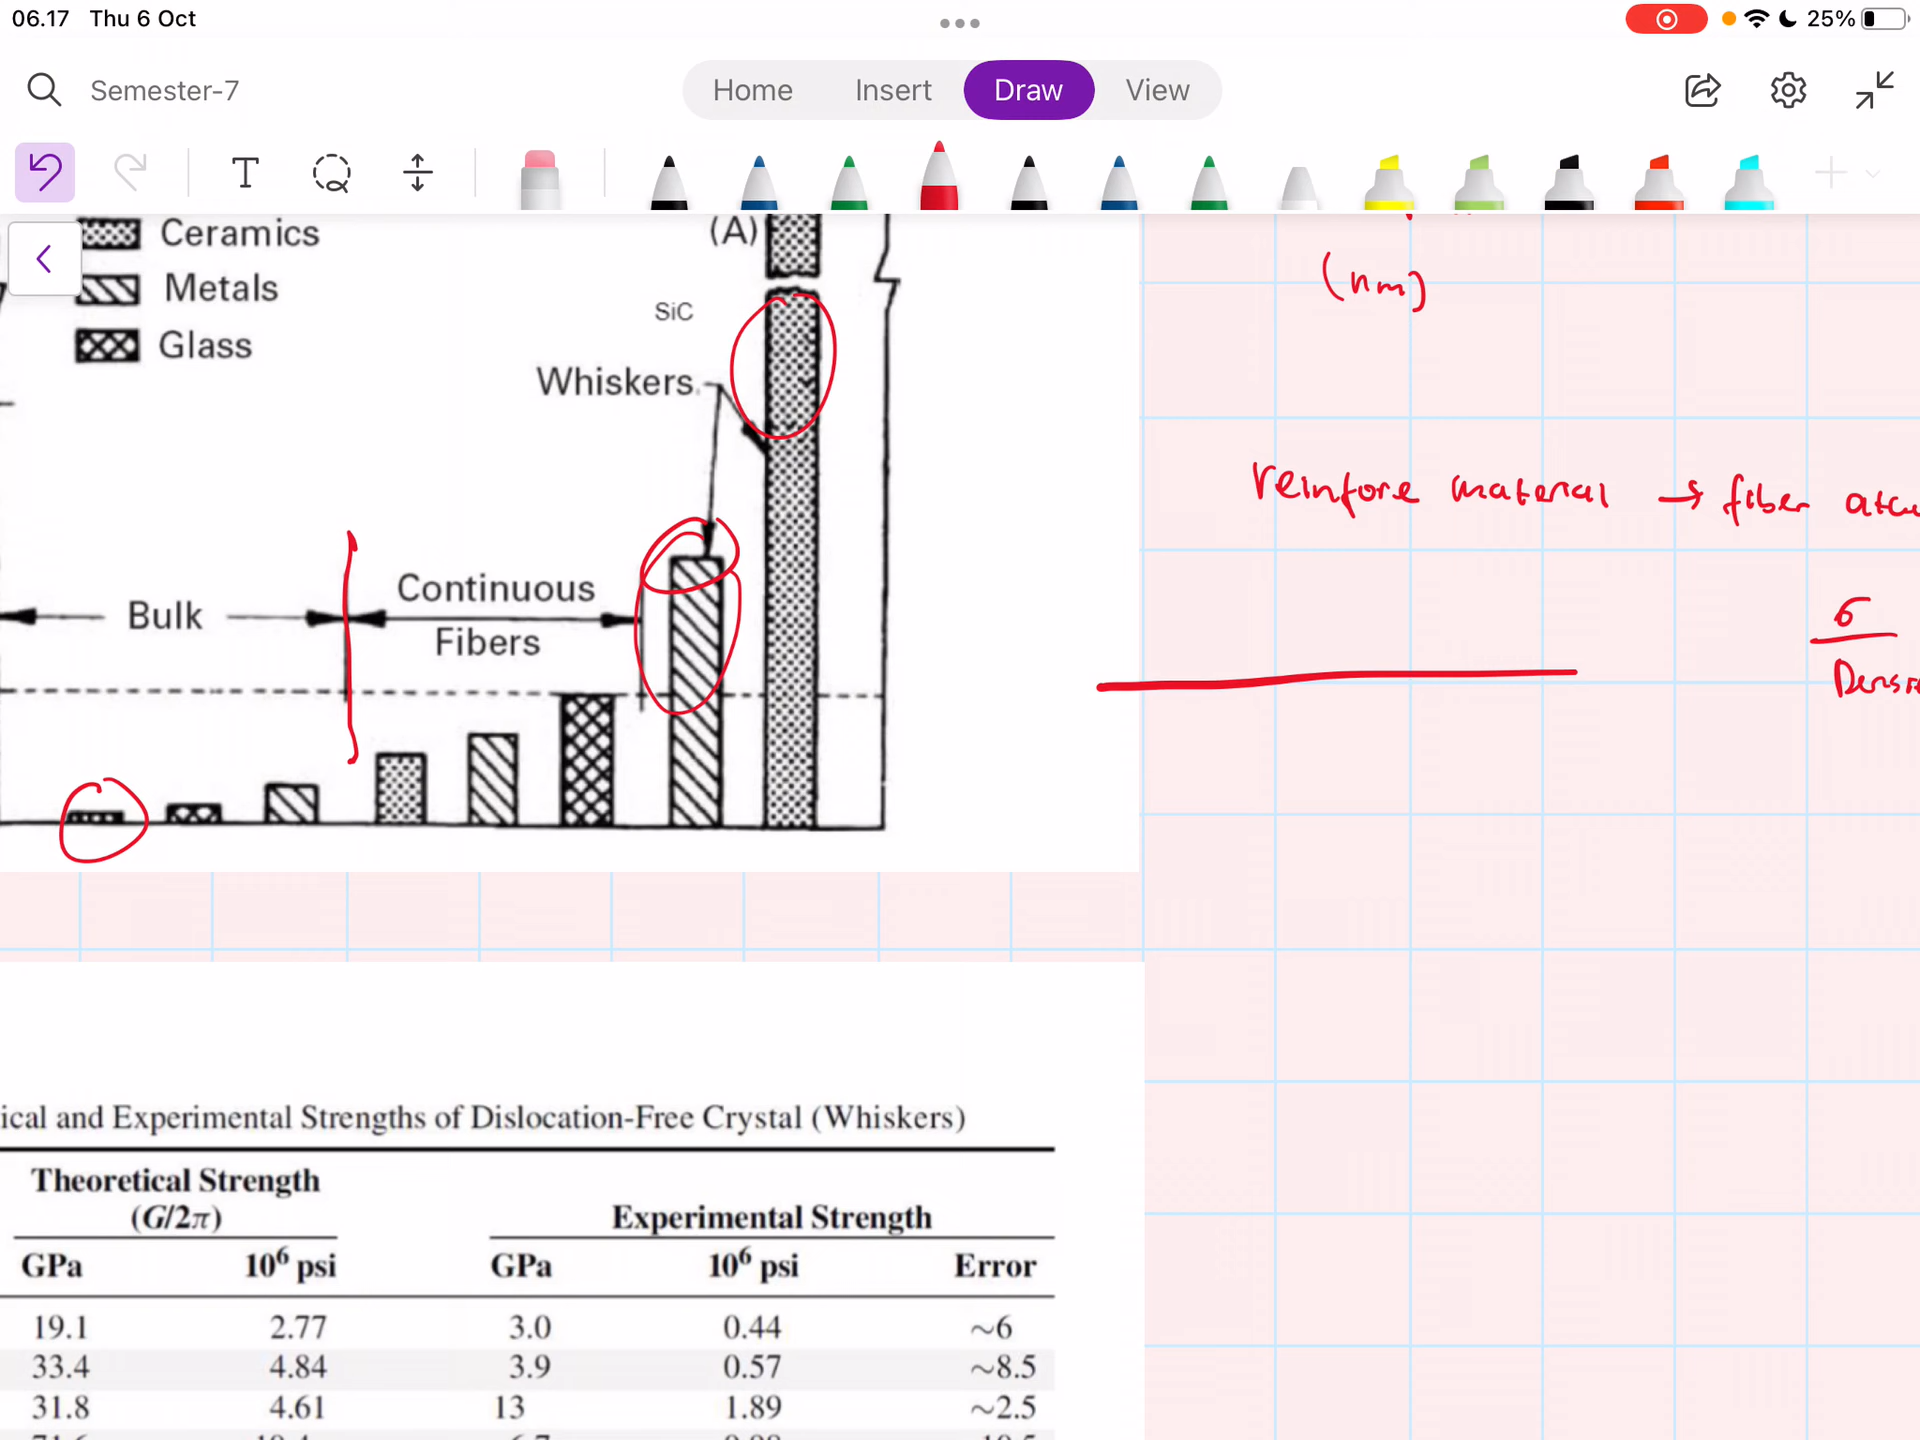 06.17 Thu 6 Oct
25%
Semester-7
Home Insert Draw View
T
Ceramics
Metals
Glass
(A)
SiC
Whiskers
Bulk
Continuous
Fibers
(nm)
reinfore material → fiber
σ
ical and Experimental Strengths of Dislocation-Free Crystal (Whiskers)
Theoretical Strength
(G/2π)
Experimental Strength
GPa 10⁶ psi GPa 10⁶ psi Error
19.1 2.77 3.0 0.44 ~6
33.4 4.84 3.9 0.57 ~8.5
31.8 4.61 13 1.89 ~2.5